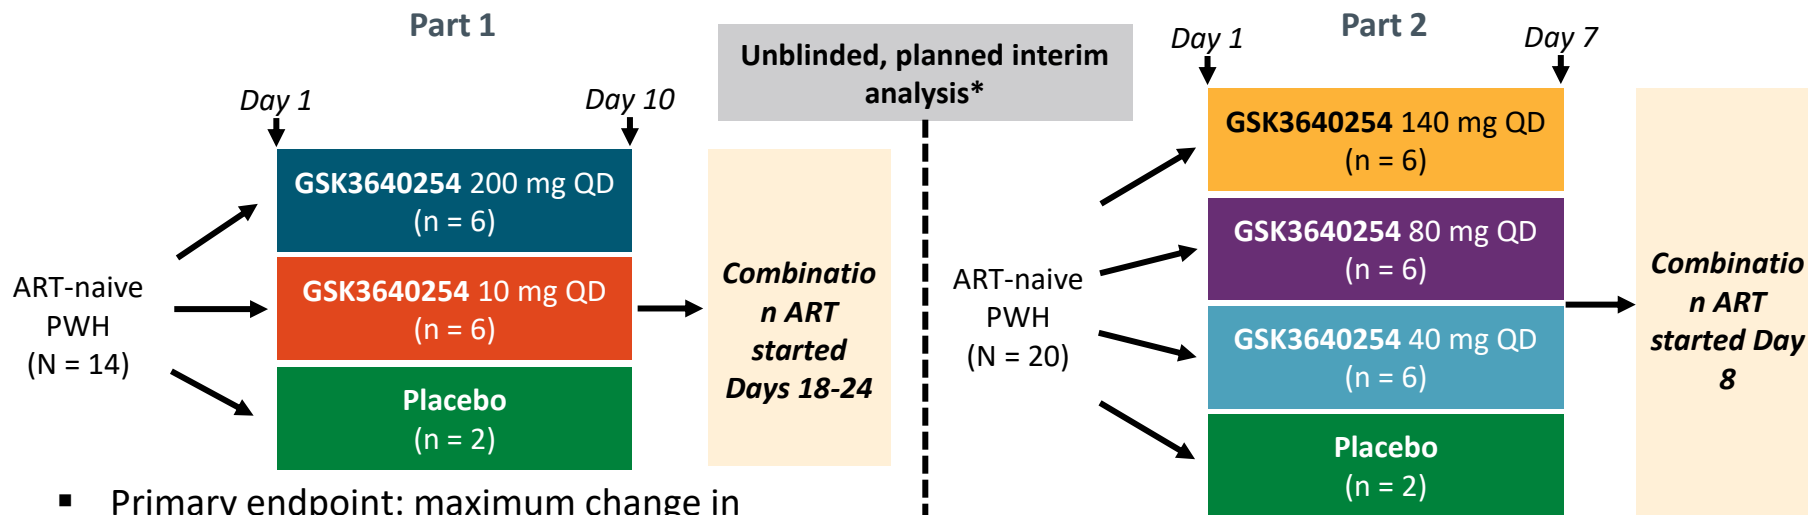 Part 1
Day 1
Day 10
ART-naive
PWH
(N = 14)
GSK3640254 200 mg QD
(n = 6)
GSK3640254 10 mg QD
(n = 6)
Placebo
(n = 2)
Combinatio
n ART
started
Days 18-24
▪ Primary endpoint: maximum change in
Unblinded, planned interim
analysis*
Part 2
Day 1
Day 7
ART-naive
PWH
(N = 20)
GSK3640254 140 mg QD
(n = 6)
GSK3640254 80 mg QD
(n = 6)
GSK3640254 40 mg QD
(n = 6)
Placebo
(n = 2)
Combinatio
n ART
started Day
8